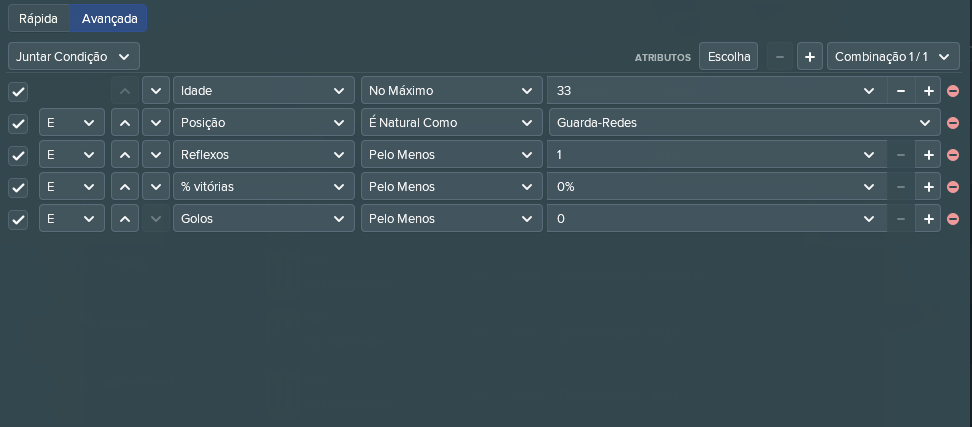 Rápida Avançada
Juntar Condição ATRIBUTOS Escolha - + Combinação 1 / 1
Idade No Máximo 33 - +
E Posição É Natural Como Guarda-Redes
E Reflexos Pelo Menos 1 - +
E % vitórias Pelo Menos 0% - +
E Golos Pelo Menos 0 - +